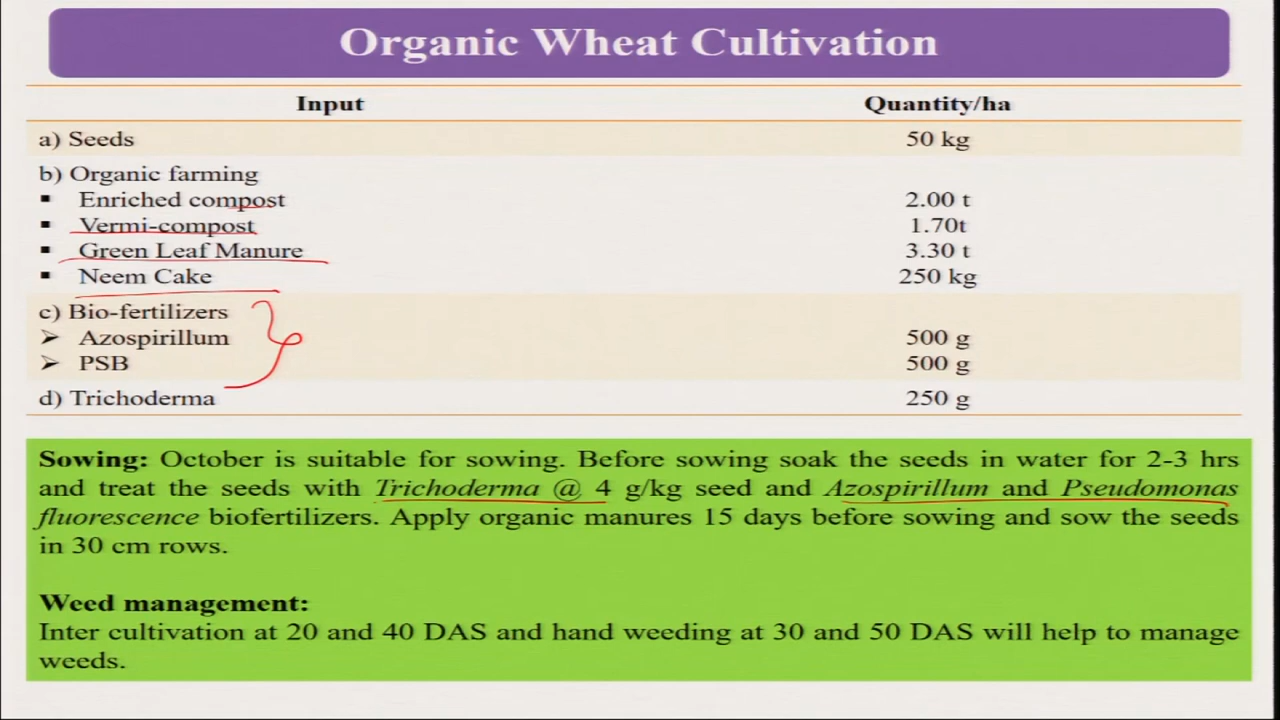 Organic Wheat Cultivation
Input Quantity/ha
a) Seeds 50 kg
b) Organic farming
▪ Enriched compost 2.00 t
▪ Vermi-compost 1.70t
▪ Green Leaf Manure 3.30 t
▪ Neem Cake 250 kg
c) Bio-fertilizers
➢ Azospirillum 500 g
➢ PSB 500 g
d) Trichoderma 250 g
Sowing: October is suitable for sowing. Before sowing soak the seeds in water for 2-3 hrs
and treat the seeds with Trichoderma @ 4 g/kg seed and Azospirillum and Pseudomonas
fluorescence biofertilizers. Apply organic manures 15 days before sowing and sow the seeds
in 30 cm rows.
Weed management:
Inter cultivation at 20 and 40 DAS and hand weeding at 30 and 50 DAS will help to manage
weeds.